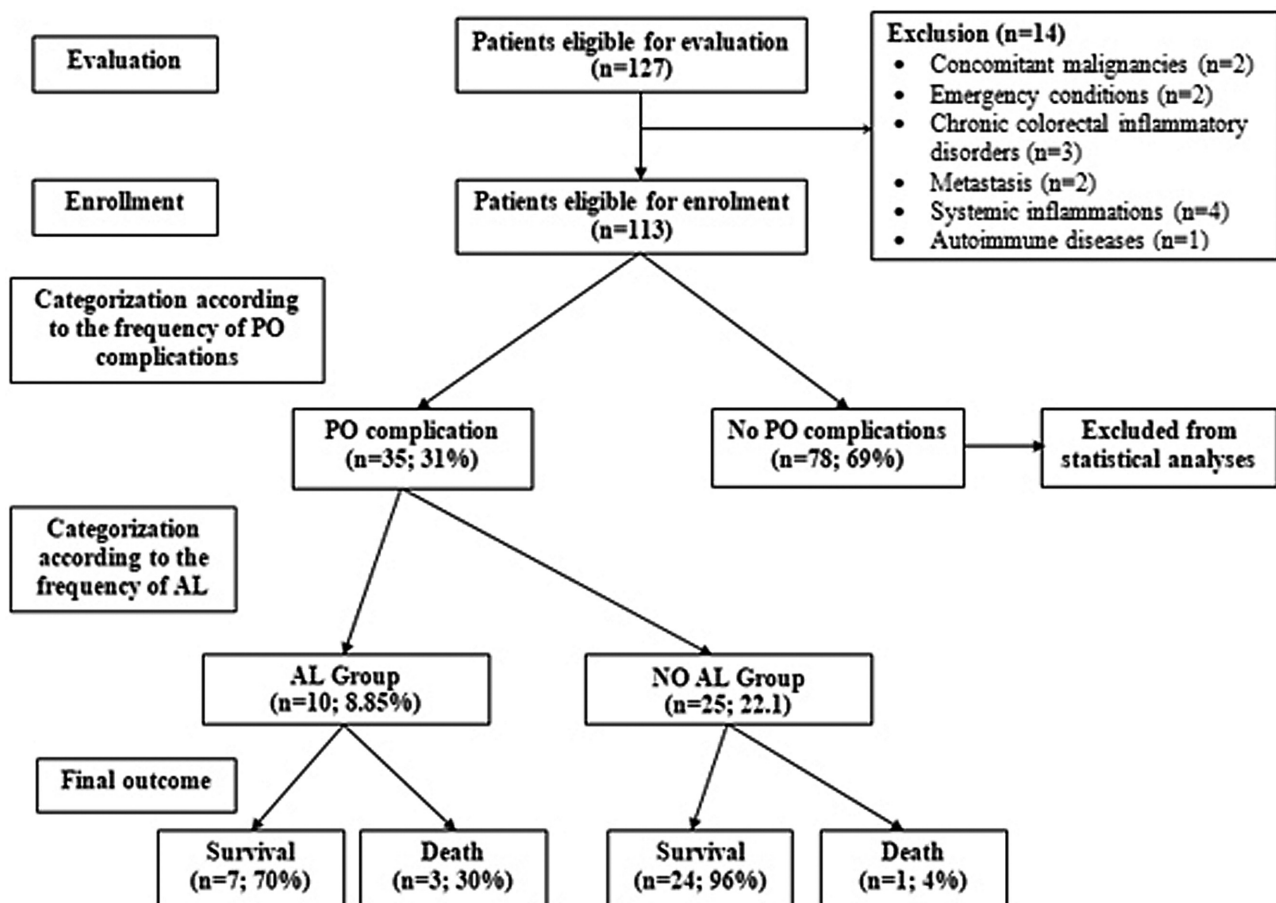 Evaluation
Patients eligible for evaluation
(n=127)
Exclusion (n=14)
• Concomitant malignancies (n=2)
• Emergency conditions (n=2)
• Chronic colorectal inflammatory
disorders (n=3)
• Metastasis (n=2)
• Systemic inflammations (n=4)
• Autoimmune diseases (n=1)
Enrollment
Patients eligible for enrolment
(n=113)
Categorization according
to the frequency of PO
complications
PO complication
(n=35; 31%)
No PO complications
(n=78; 69%)
Excluded from
statistical analyses
Categorization
according to the
frequency of AL
AL Group
(n=10; 8.85%)
NO AL Group
(n=25; 22.1)
Final outcome
Survival
(n=7; 70%)
Death
(n=3; 30%)
Survival
(n=24; 96%)
Death
(n=1; 4%)